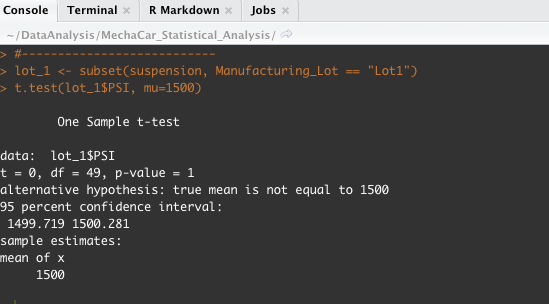 Console Terminal × R Markdown × Jobs ×
~/DataAnalysis/MechaCar_Statistical_Analysis/
> #---------------------------
> lot_1 <- subset(suspension, Manufacturing_Lot == "Lot1")
> t.test(lot_1$PSI, mu=1500)
One Sample t-test
data: lot_1$PSI
t = 0, df = 49, p-value = 1
alternative hypothesis: true mean is not equal to 1500
95 percent confidence interval:
1499.719 1500.281
sample estimates:
mean of x
1500